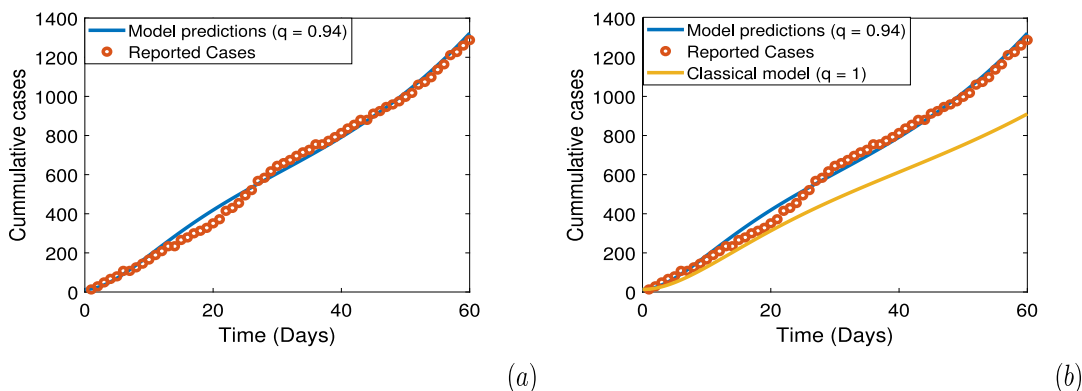 Model predictions (q = 0.94)
Reported Cases
Cummulative cases
1400
1200
1000
800
600
400
200
0
0 20 40 60
Time (Days)
(a)
Model predictions (q = 0.94)
Reported Cases
Classical model (q = 1)
Cummulative cases
1400
1200
1000
800
600
400
200
0
0 20 40 60
Time (Days)
(b)